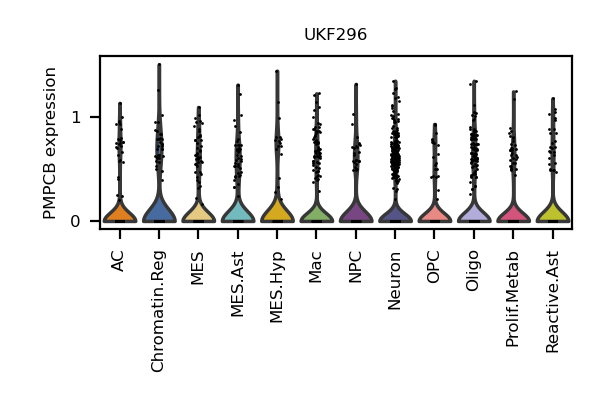 UKF296
PMPCB expression
1
0
AC
Chromatin.Reg
MES
MES.Ast
MES.Hyp
Mac
NPC
Neuron
OPC
Oligo
Prolif.Metab
Reactive.Ast